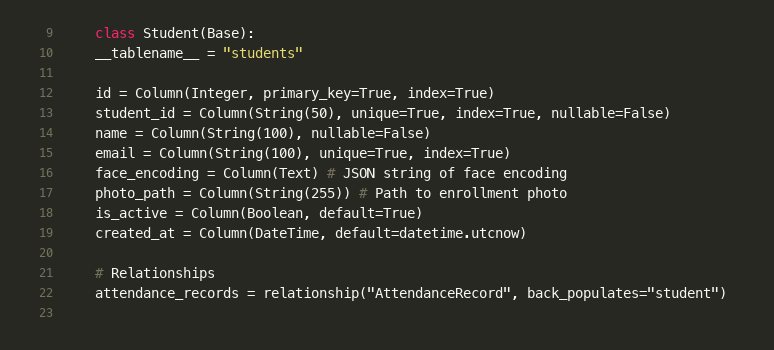 9 class Student(Base):
10 __tablename__ = "students"
11
12 id = Column(Integer, primary_key=True, index=True)
13 student_id = Column(String(50), unique=True, index=True, nullable=False)
14 name = Column(String(100), nullable=False)
15 email = Column(String(100), unique=True, index=True)
16 face_encoding = Column(Text) # JSON string of face encoding
17 photo_path = Column(String(255)) # Path to enrollment photo
18 is_active = Column(Boolean, default=True)
19 created_at = Column(DateTime, default=datetime.utcnow)
20
21 # Relationships
22 attendance_records = relationship("AttendanceRecord", back_populates="student")
23